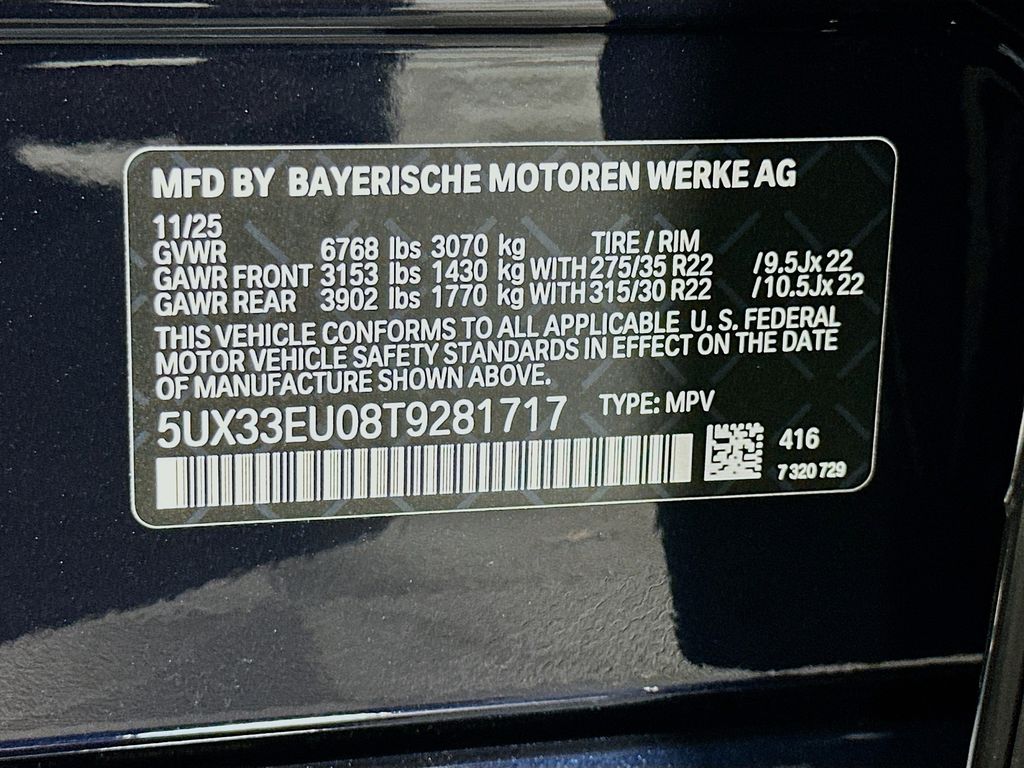 MFD BY BAYERISCHE MOTOREN WERKE AG
11/25
GVWR 6768 lbs 3070 kg TIRE / RIM
GAWR FRONT 3153 lbs 1430 kg WITH 275/35 R22 /9.5Jx 22
GAWR REAR 3902 lbs 1770 kg WITH 315/30 R22 /10.5Jx 22
THIS VEHICLE CONFORMS TO ALL APPLICABLE U. S. FEDERAL
MOTOR VEHICLE SAFETY STANDARDS IN EFFECT ON THE DATE
OF MANUFACTURE SHOWN ABOVE.
5UX33EU08T9281717 TYPE: MPV
416
7 320 729